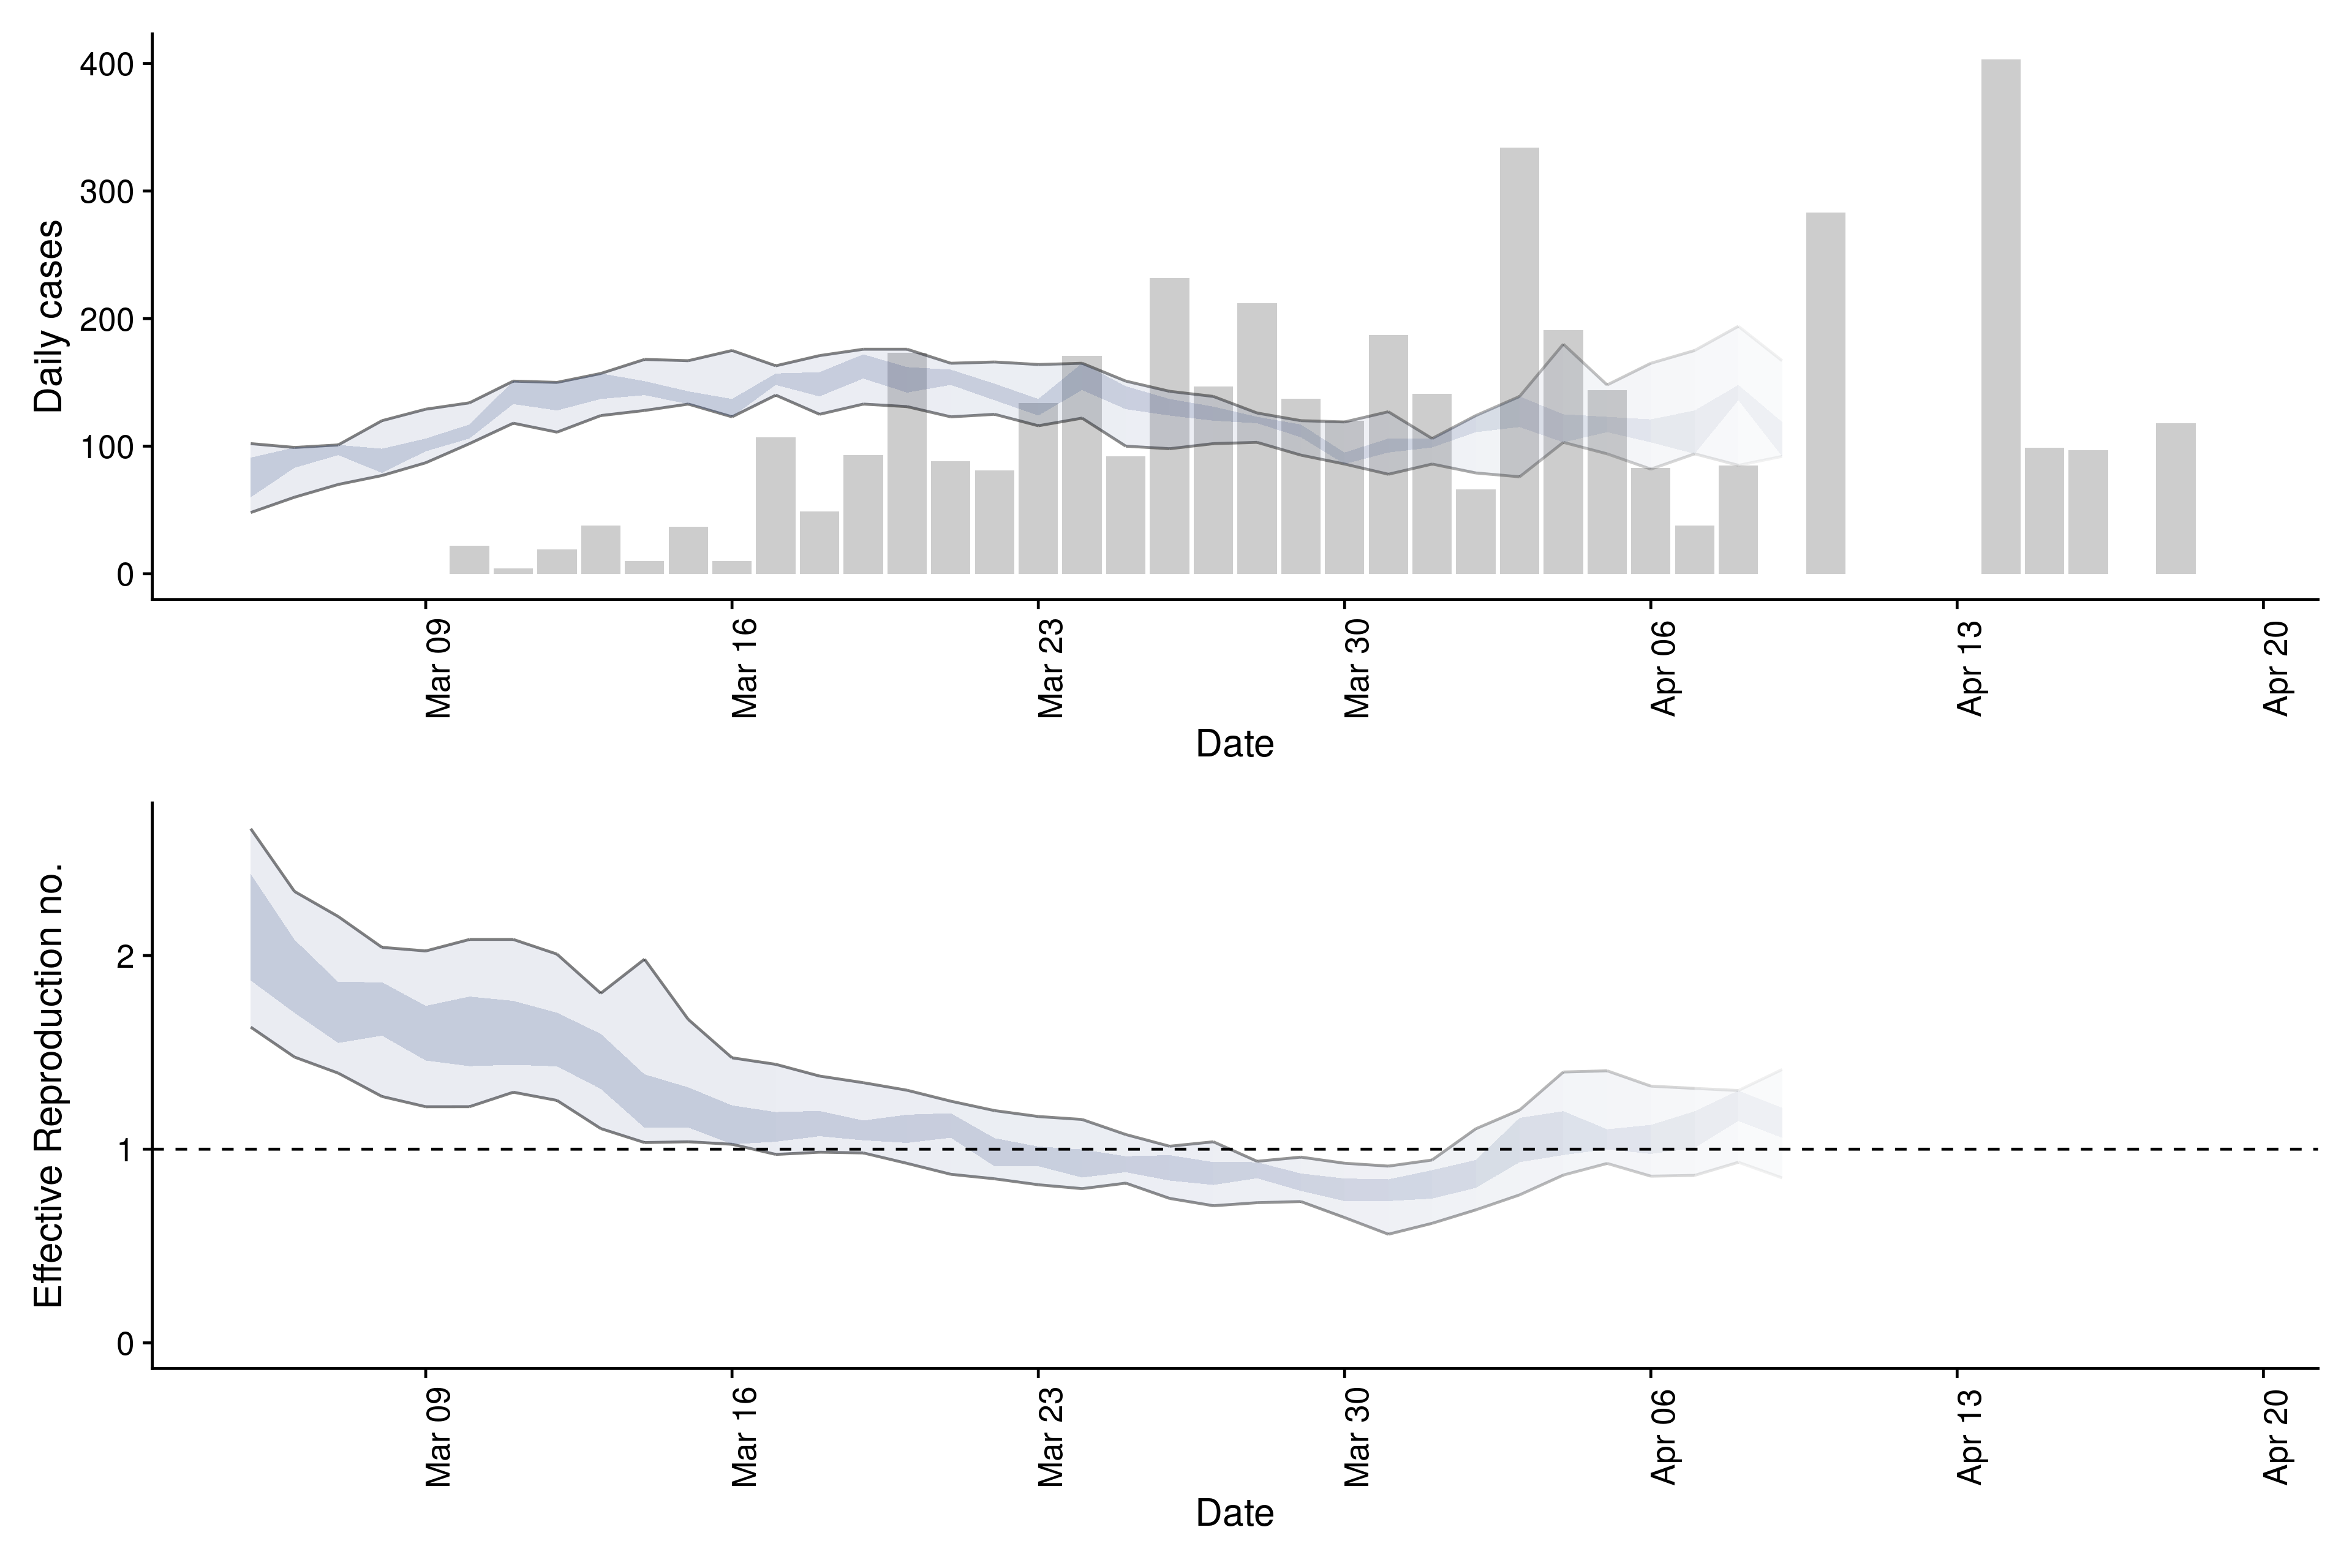 400
300
200
100
0
Daily cases
Mar 09
Mar 16
Mar 23
Mar 30
Apr 06
Apr 13
Apr 20
Date
2
1
0
Effective Reproduction no.
Mar 09
Mar 16
Mar 23
Mar 30
Apr 06
Apr 13
Apr 20
Date